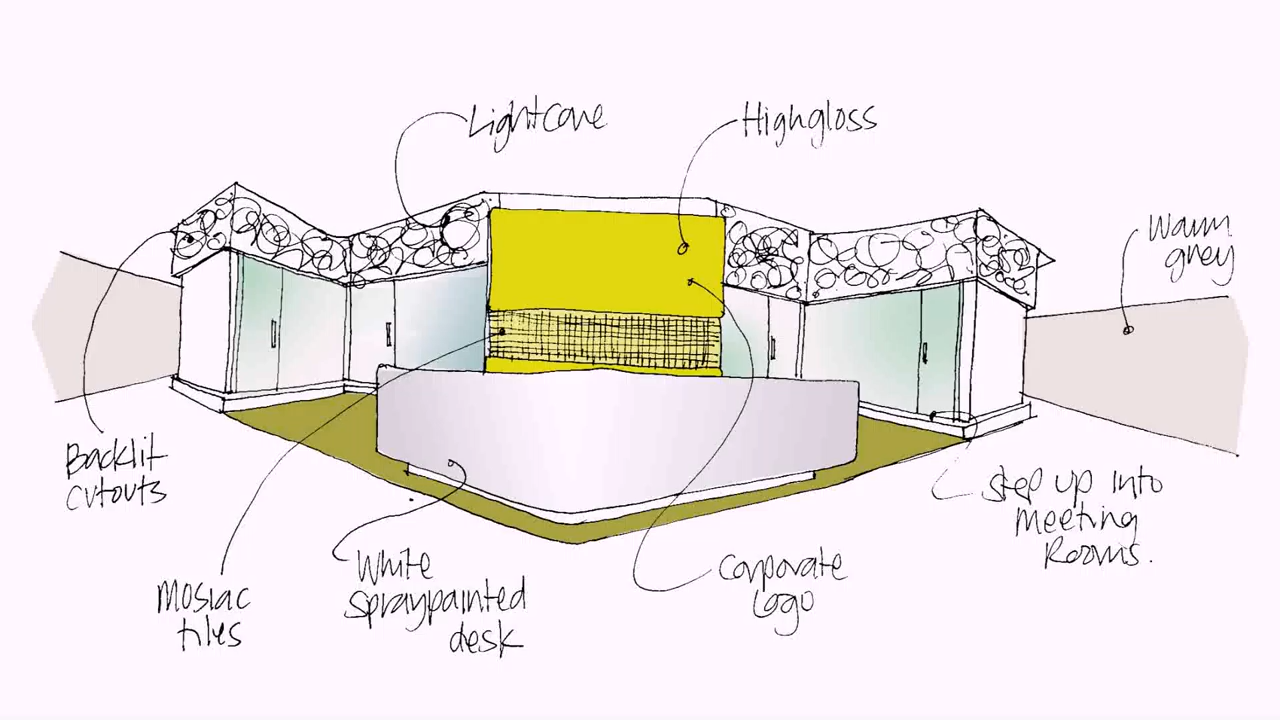 Lightcove
Highgloss
Warm
grey
Backlit
cutouts
Step up into
Meeting
Rooms.
Mosiac
tiles
White
spraypainted
desk
Corporate
Logo